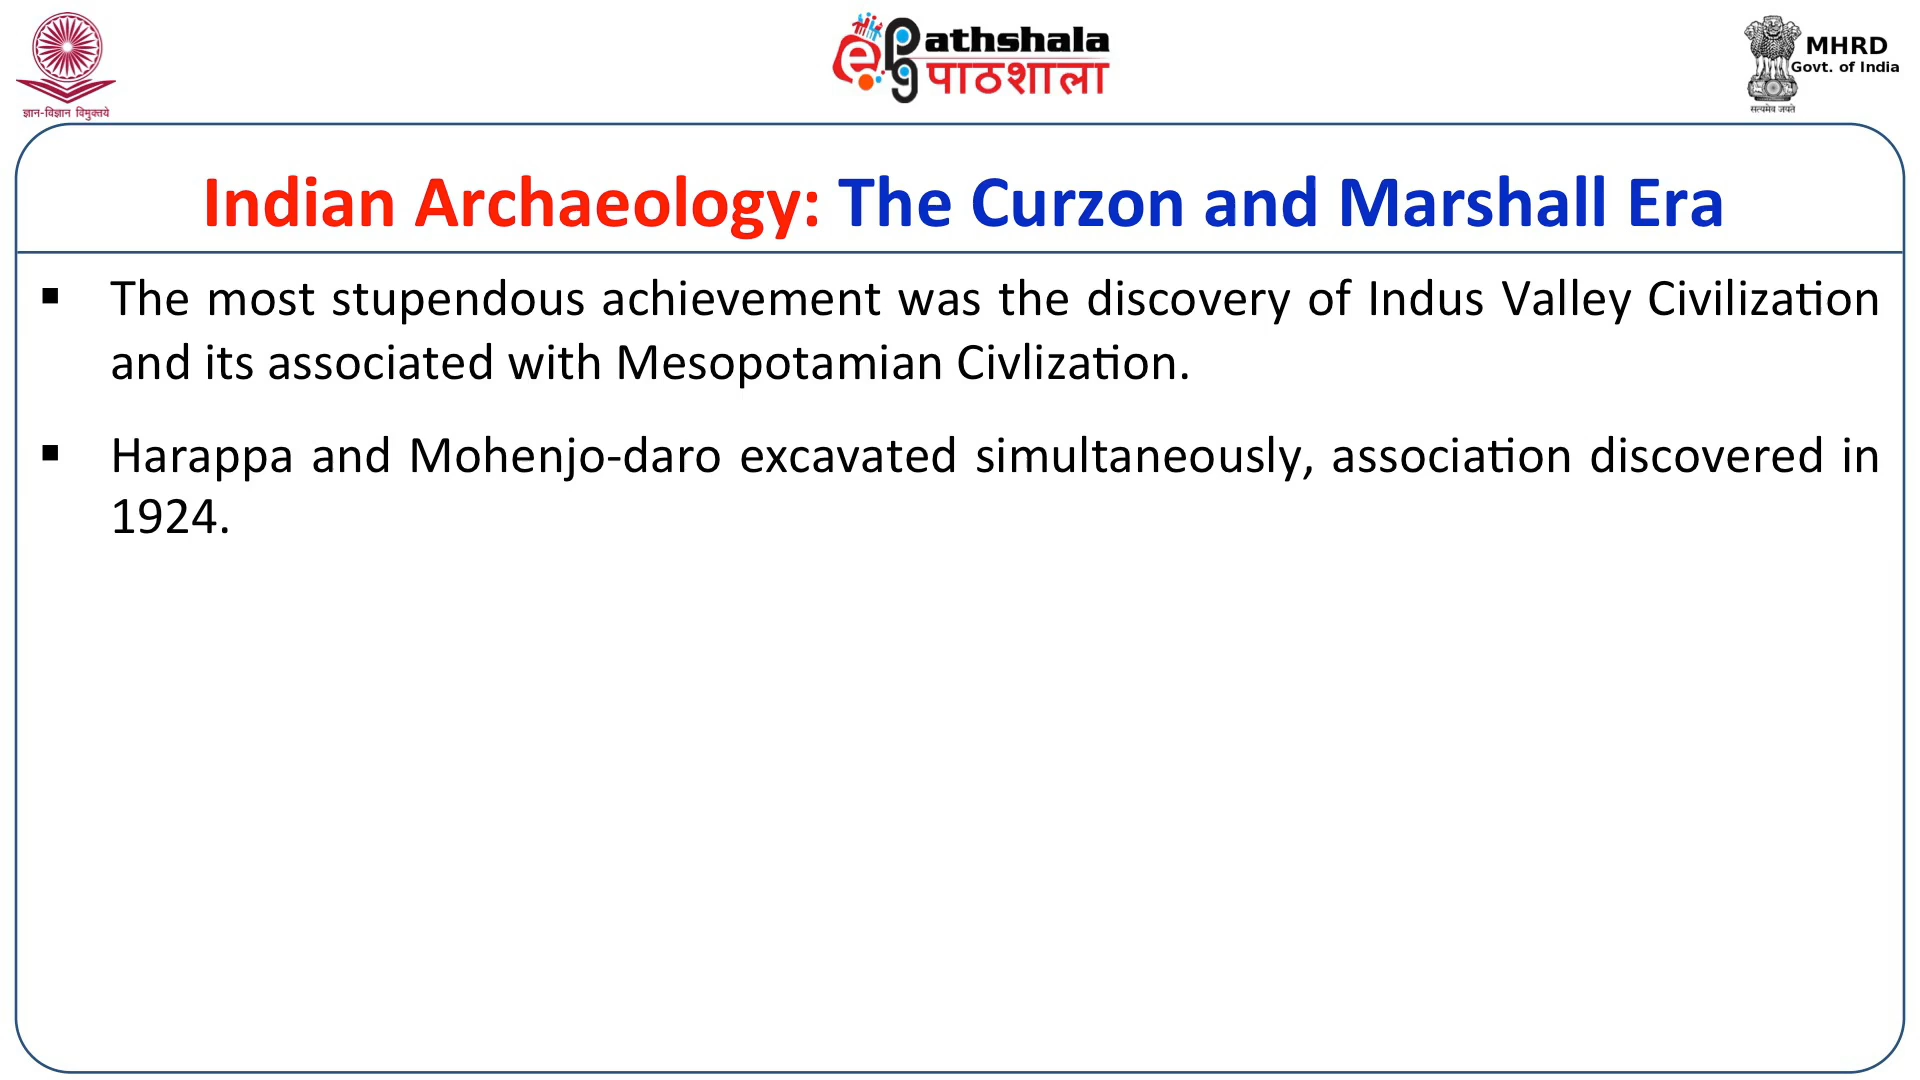 ज्ञान-विज्ञान विमुक्तये
ePG Pathshala
पाठशाला
MHRD
Govt. of India
सत्यमेव जयते
Indian Archaeology: The Curzon and Marshall Era
▪ The most stupendous achievement was the discovery of Indus Valley Civilization
and its associated with Mesopotamian Civlization.
▪ Harappa and Mohenjo-daro excavated simultaneously, association discovered in
1924.